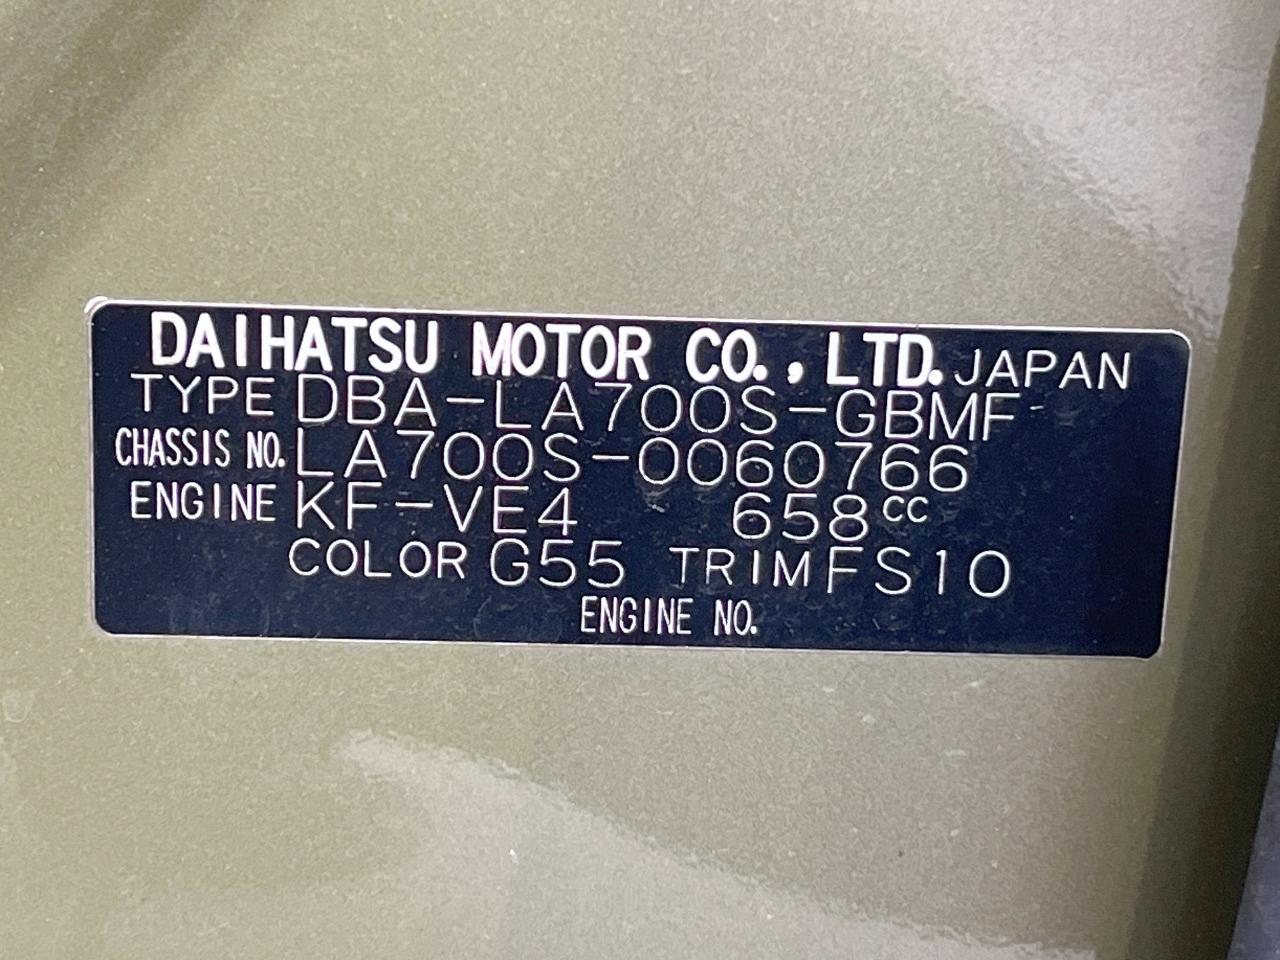 DAIHATSU MOTOR CO., LTD. JAPAN
TYPE DBA-LA700S-GBMF
CHASSIS NO. LA700S-0060766
ENGINE KF-VE4 658cc
COLOR G55 TRIM FS10
ENGINE NO.